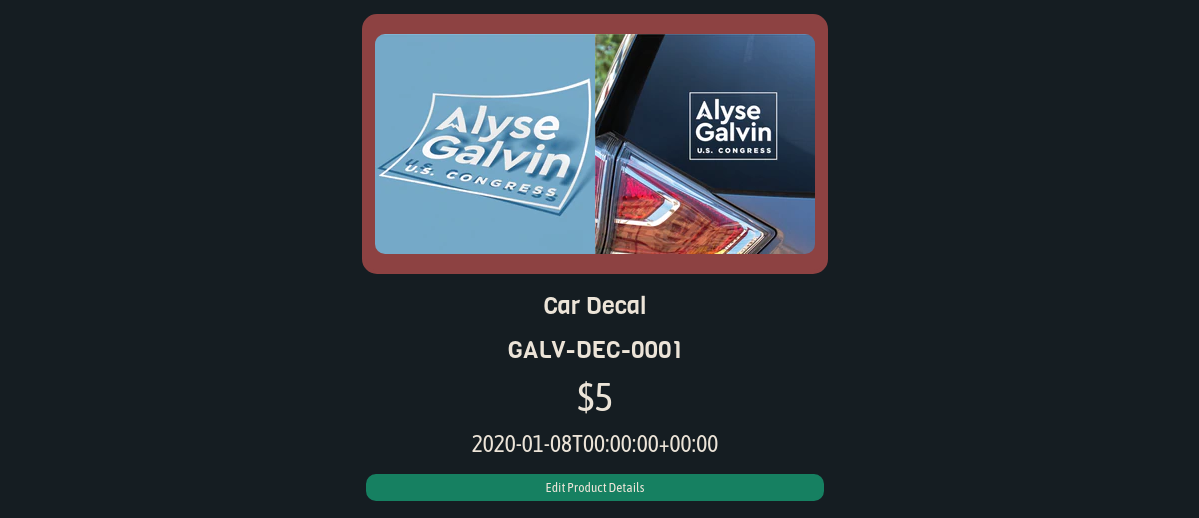 Alyse
Galvin
U.S. CONGRESS
Alyse
Galvin
U.S. CONGRESS
Car Decal
GALV-DEC-0001
$5
2020-01-08T00:00:00+00:00
Edit Product Details